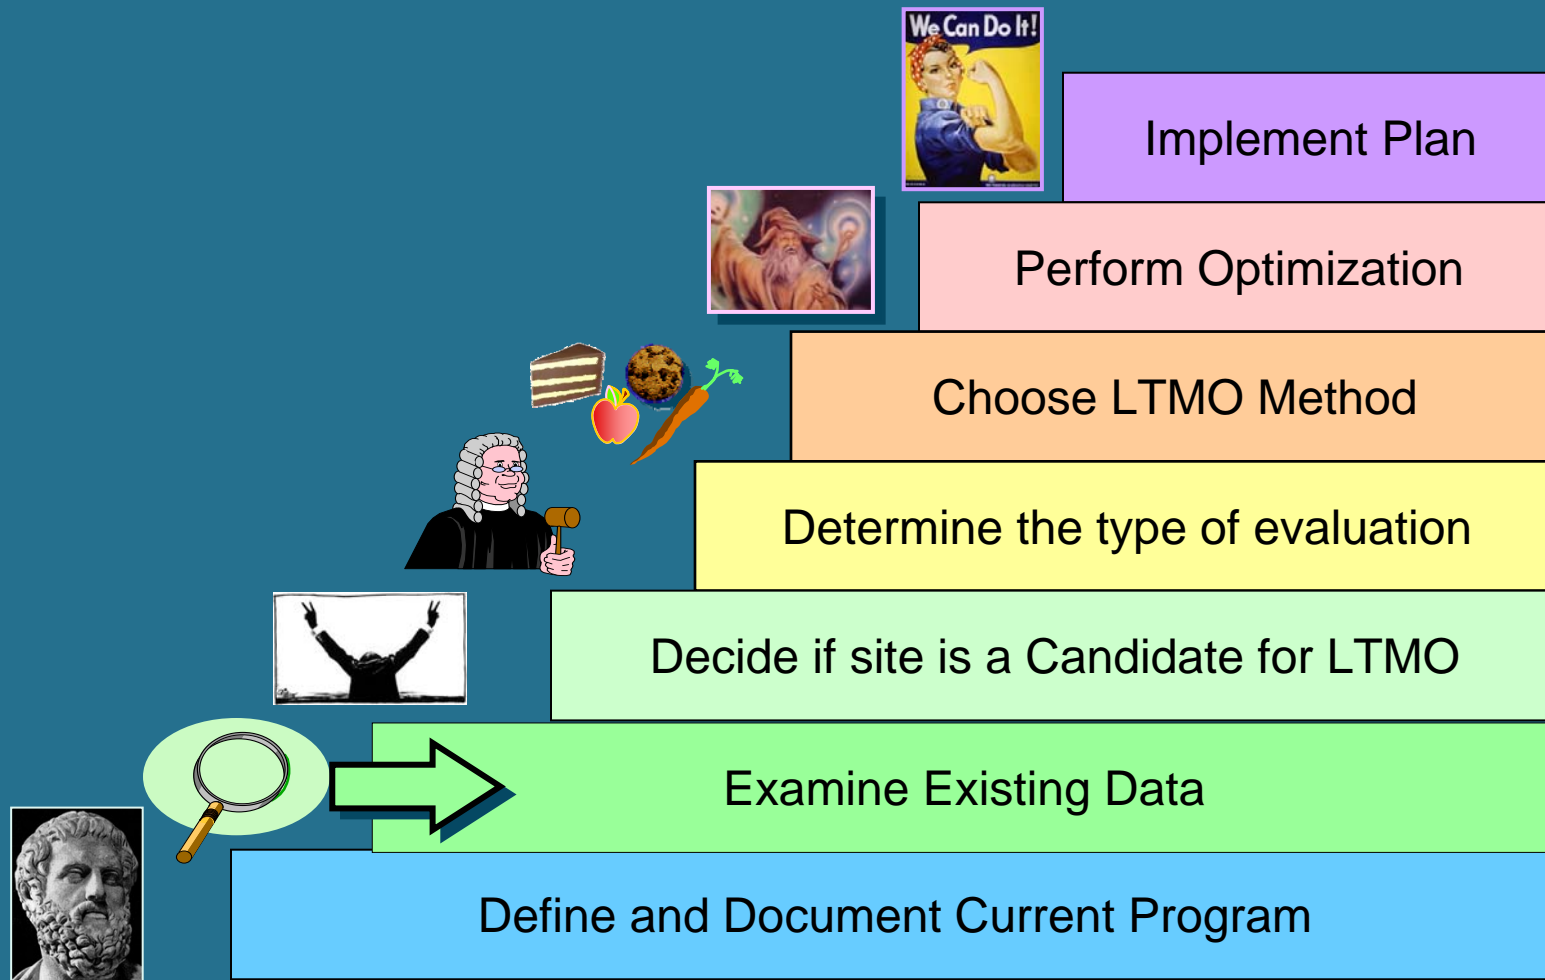 We Can Do It!
Implement Plan
Perform Optimization
Choose LTMO Method
Determine the type of evaluation
Decide if site is a Candidate for LTMO
Examine Existing Data
Define and Document Current Program